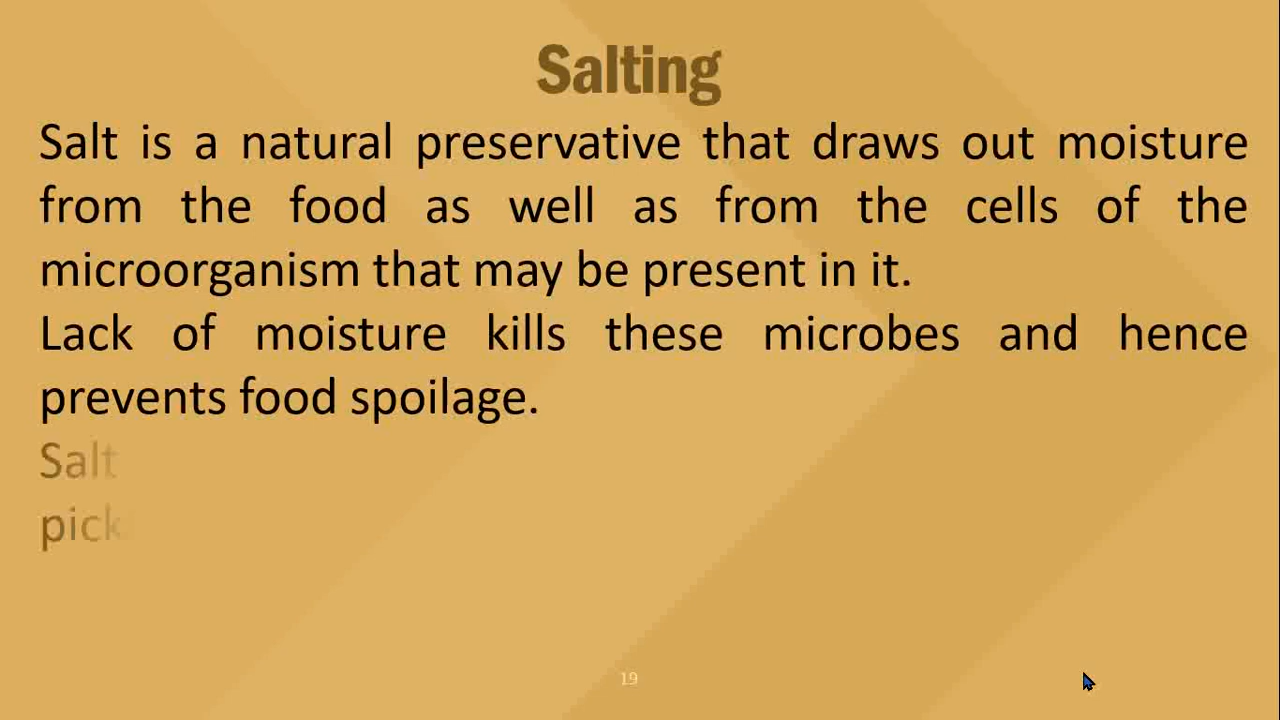 Salting
Salt is a natural preservative that draws out moisture
from the food as well as from the cells of the
microorganism that may be present in it.
Lack of moisture kills these microbes and hence
prevents food spoilage.
Salt
19